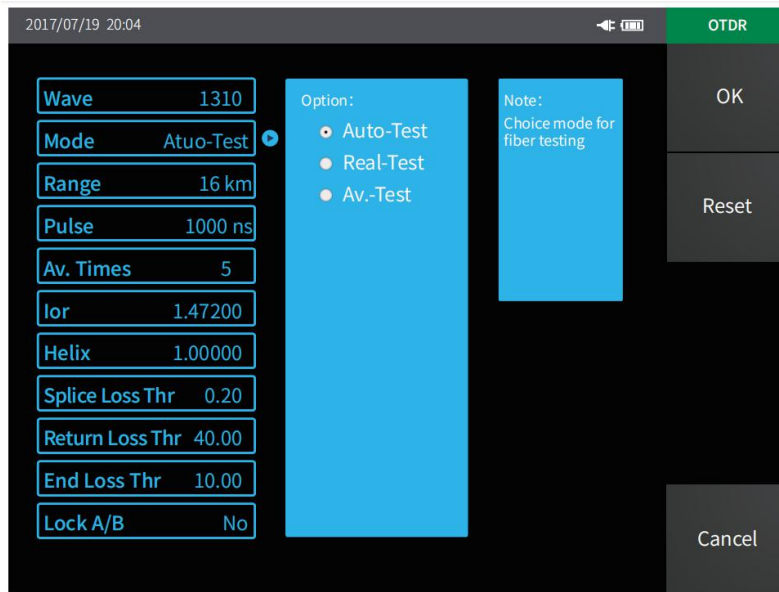 2017/07/19 20:04
OTDR
Wave 1310
Mode Atuo-Test
Range 16 km
Pulse 1000 ns
Av. Times 5
Ior 1.47200
Helix 1.00000
Splice Loss Thr 0.20
Return Loss Thr 40.00
End Loss Thr 10.00
Lock A/B No
Option:
Auto-Test
Real-Test
Av.-Test
Note:
Choice mode for
fiber testing
OK
Reset
Cancel